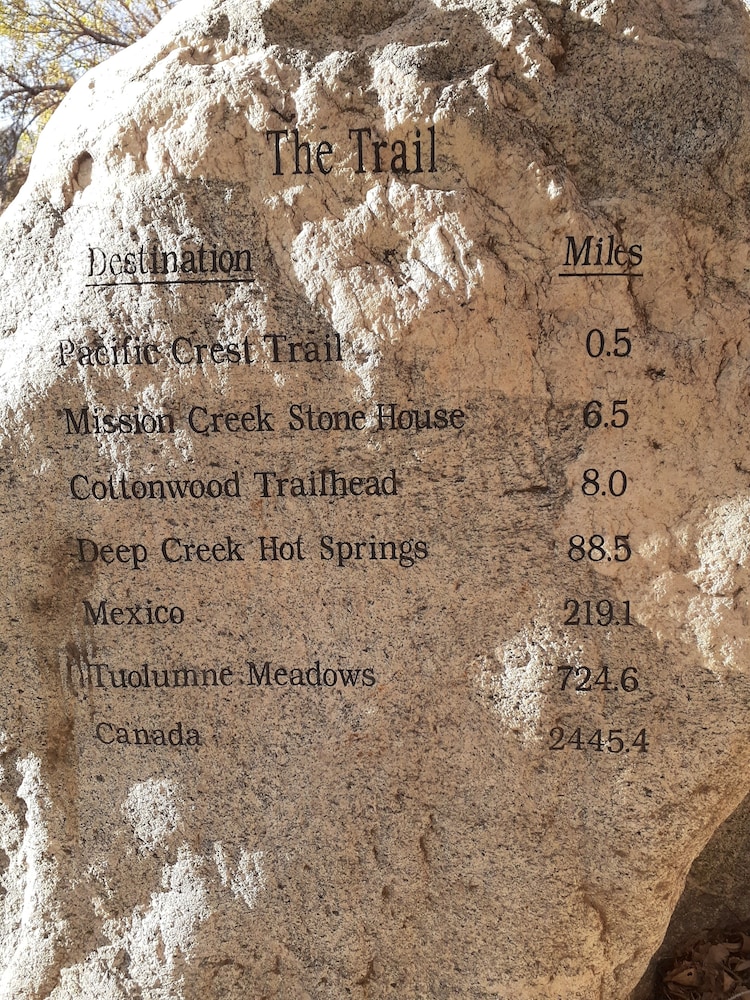 The Trail
Destination Miles
Pacific Crest Trail 0.5
Mission Creek Stone House 6.5
Cottonwood Trailhead 8.0
Deep Creek Hot Springs 88.5
Mexico 219.1
Tuolumne Meadows 724.6
Canada 2445.4